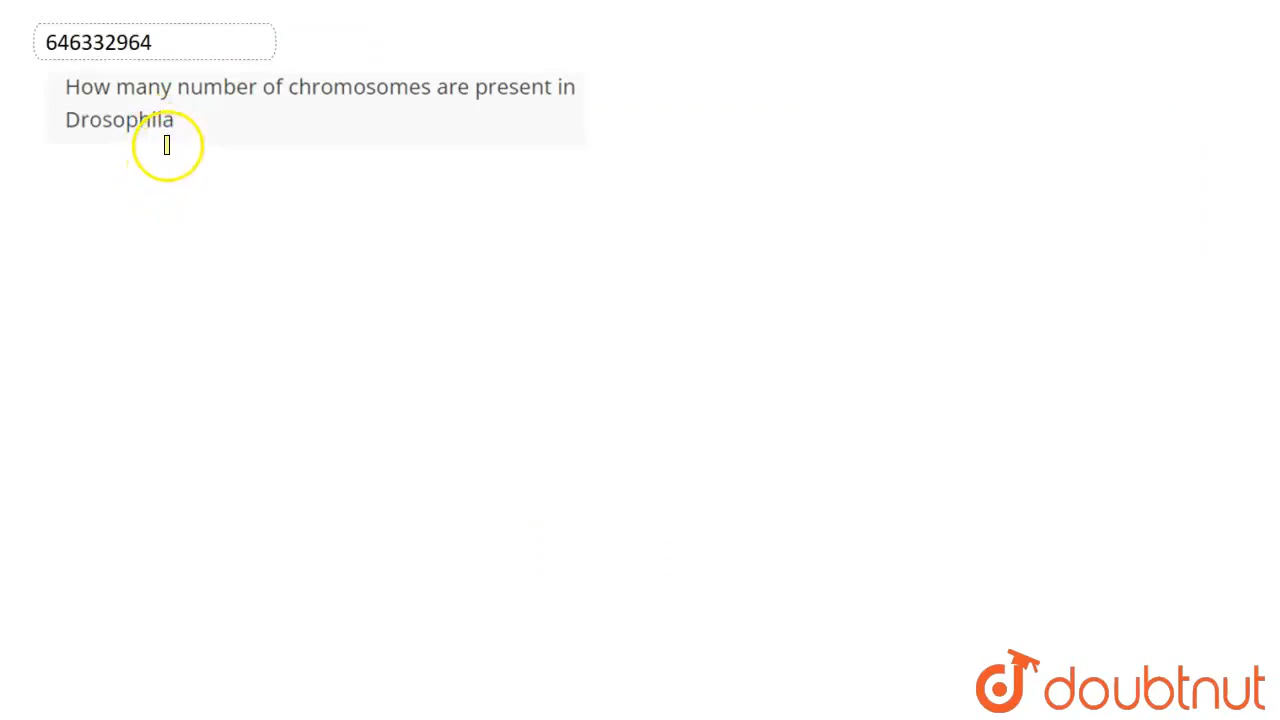 646332964
How many number of chromosomes are present in
Drosophila
doubtnut